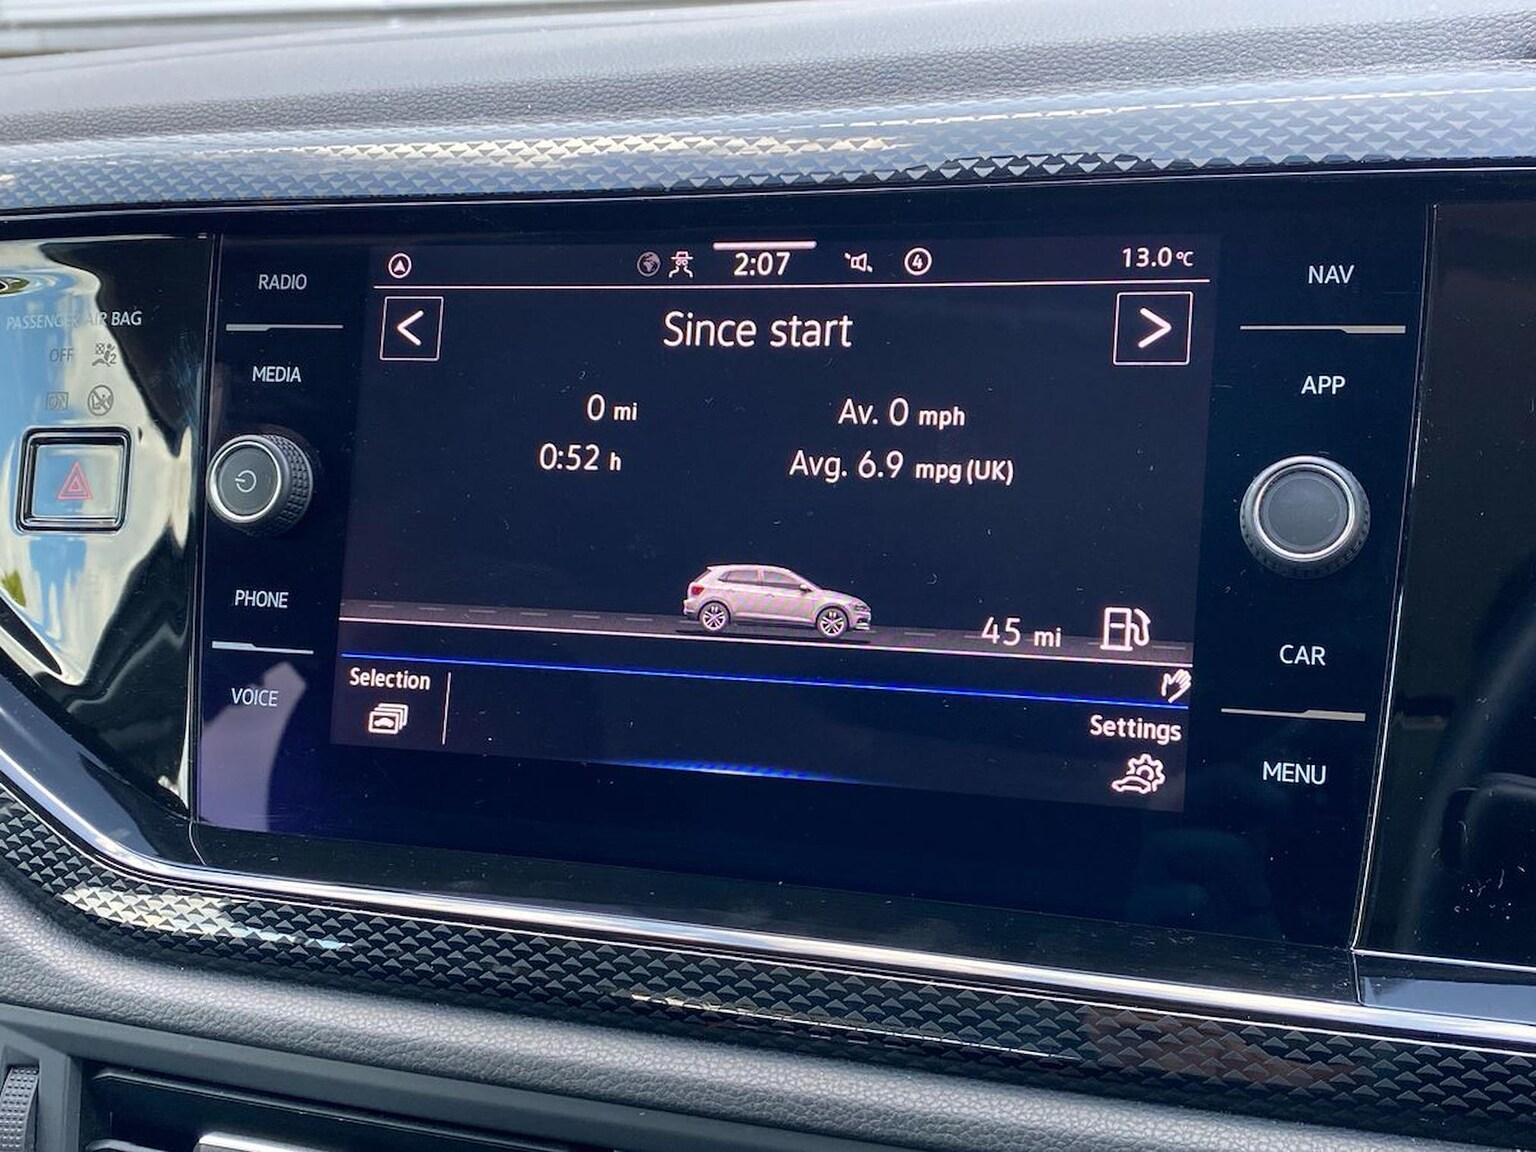 PASSENGER AIR BAG
OFF
ON
RADIO
MEDIA
PHONE
VOICE
2:07
4
13.0°C
<
Since start
>
0 mi
Av. 0 mph
0:52 h
Avg. 6.9 mpg (UK)
45 mi
Selection
Settings
NAV
APP
CAR
MENU